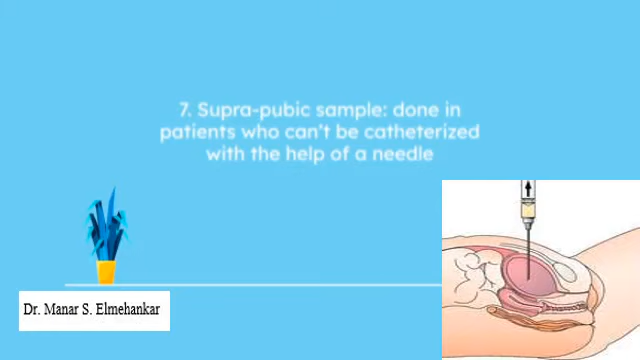 7. Supra-pubic sample: done in
patients who can't be catheterized
with the help of a needle
Dr. Manar S. Elmehankar